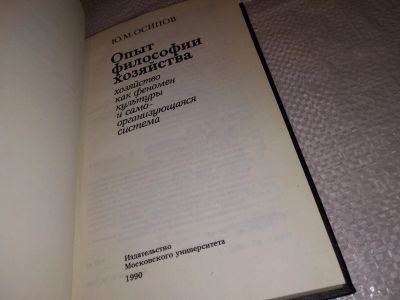 Ю.М.ОСИПОВ
Опыт
философии
хозяйства
хозяйство
как феномен
культуры
и само-
организующаяся
система
Издательство
Московского университета
1990